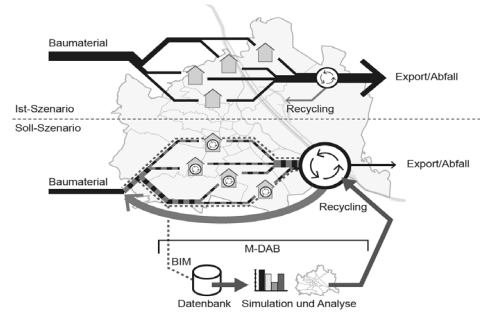 Baumaterial
Export/Abfall
Recycling
Ist-Szenario
Soll-Szenario
Export/Abfall
Baumaterial
Recycling
M-DAB
BIM
Datenbank
Simulation und Analyse